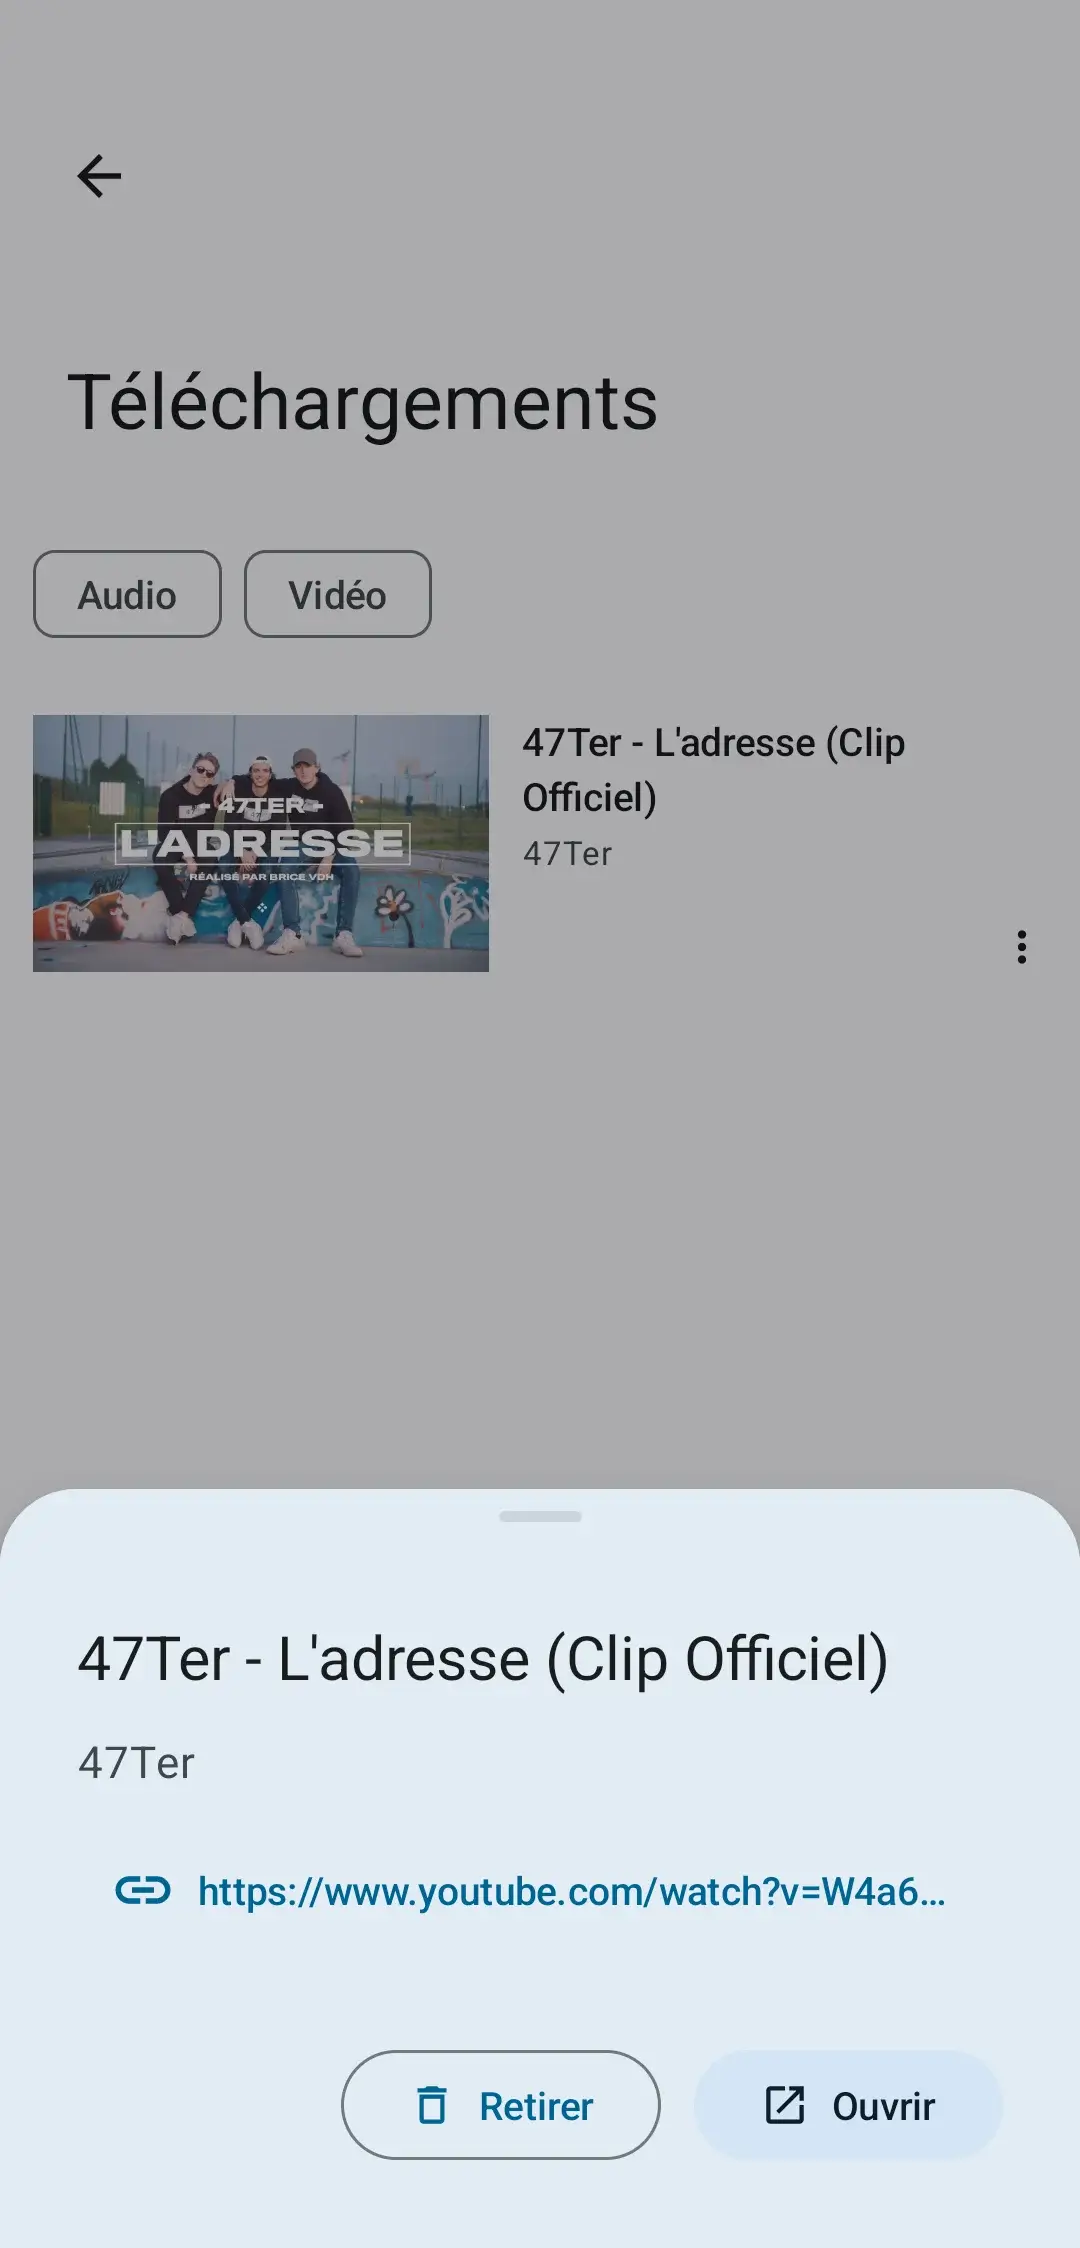 Téléchargements
Audio
Vidéo
- 47TER -
L'ADRESSE
RÉALISÉ PAR BRICE VDH
47Ter - L'adresse (Clip
Officiel)
47Ter
47Ter - L'adresse (Clip Officiel)
47Ter
https://www.youtube.com/watch?v=W4a6...
Retirer
Ouvrir